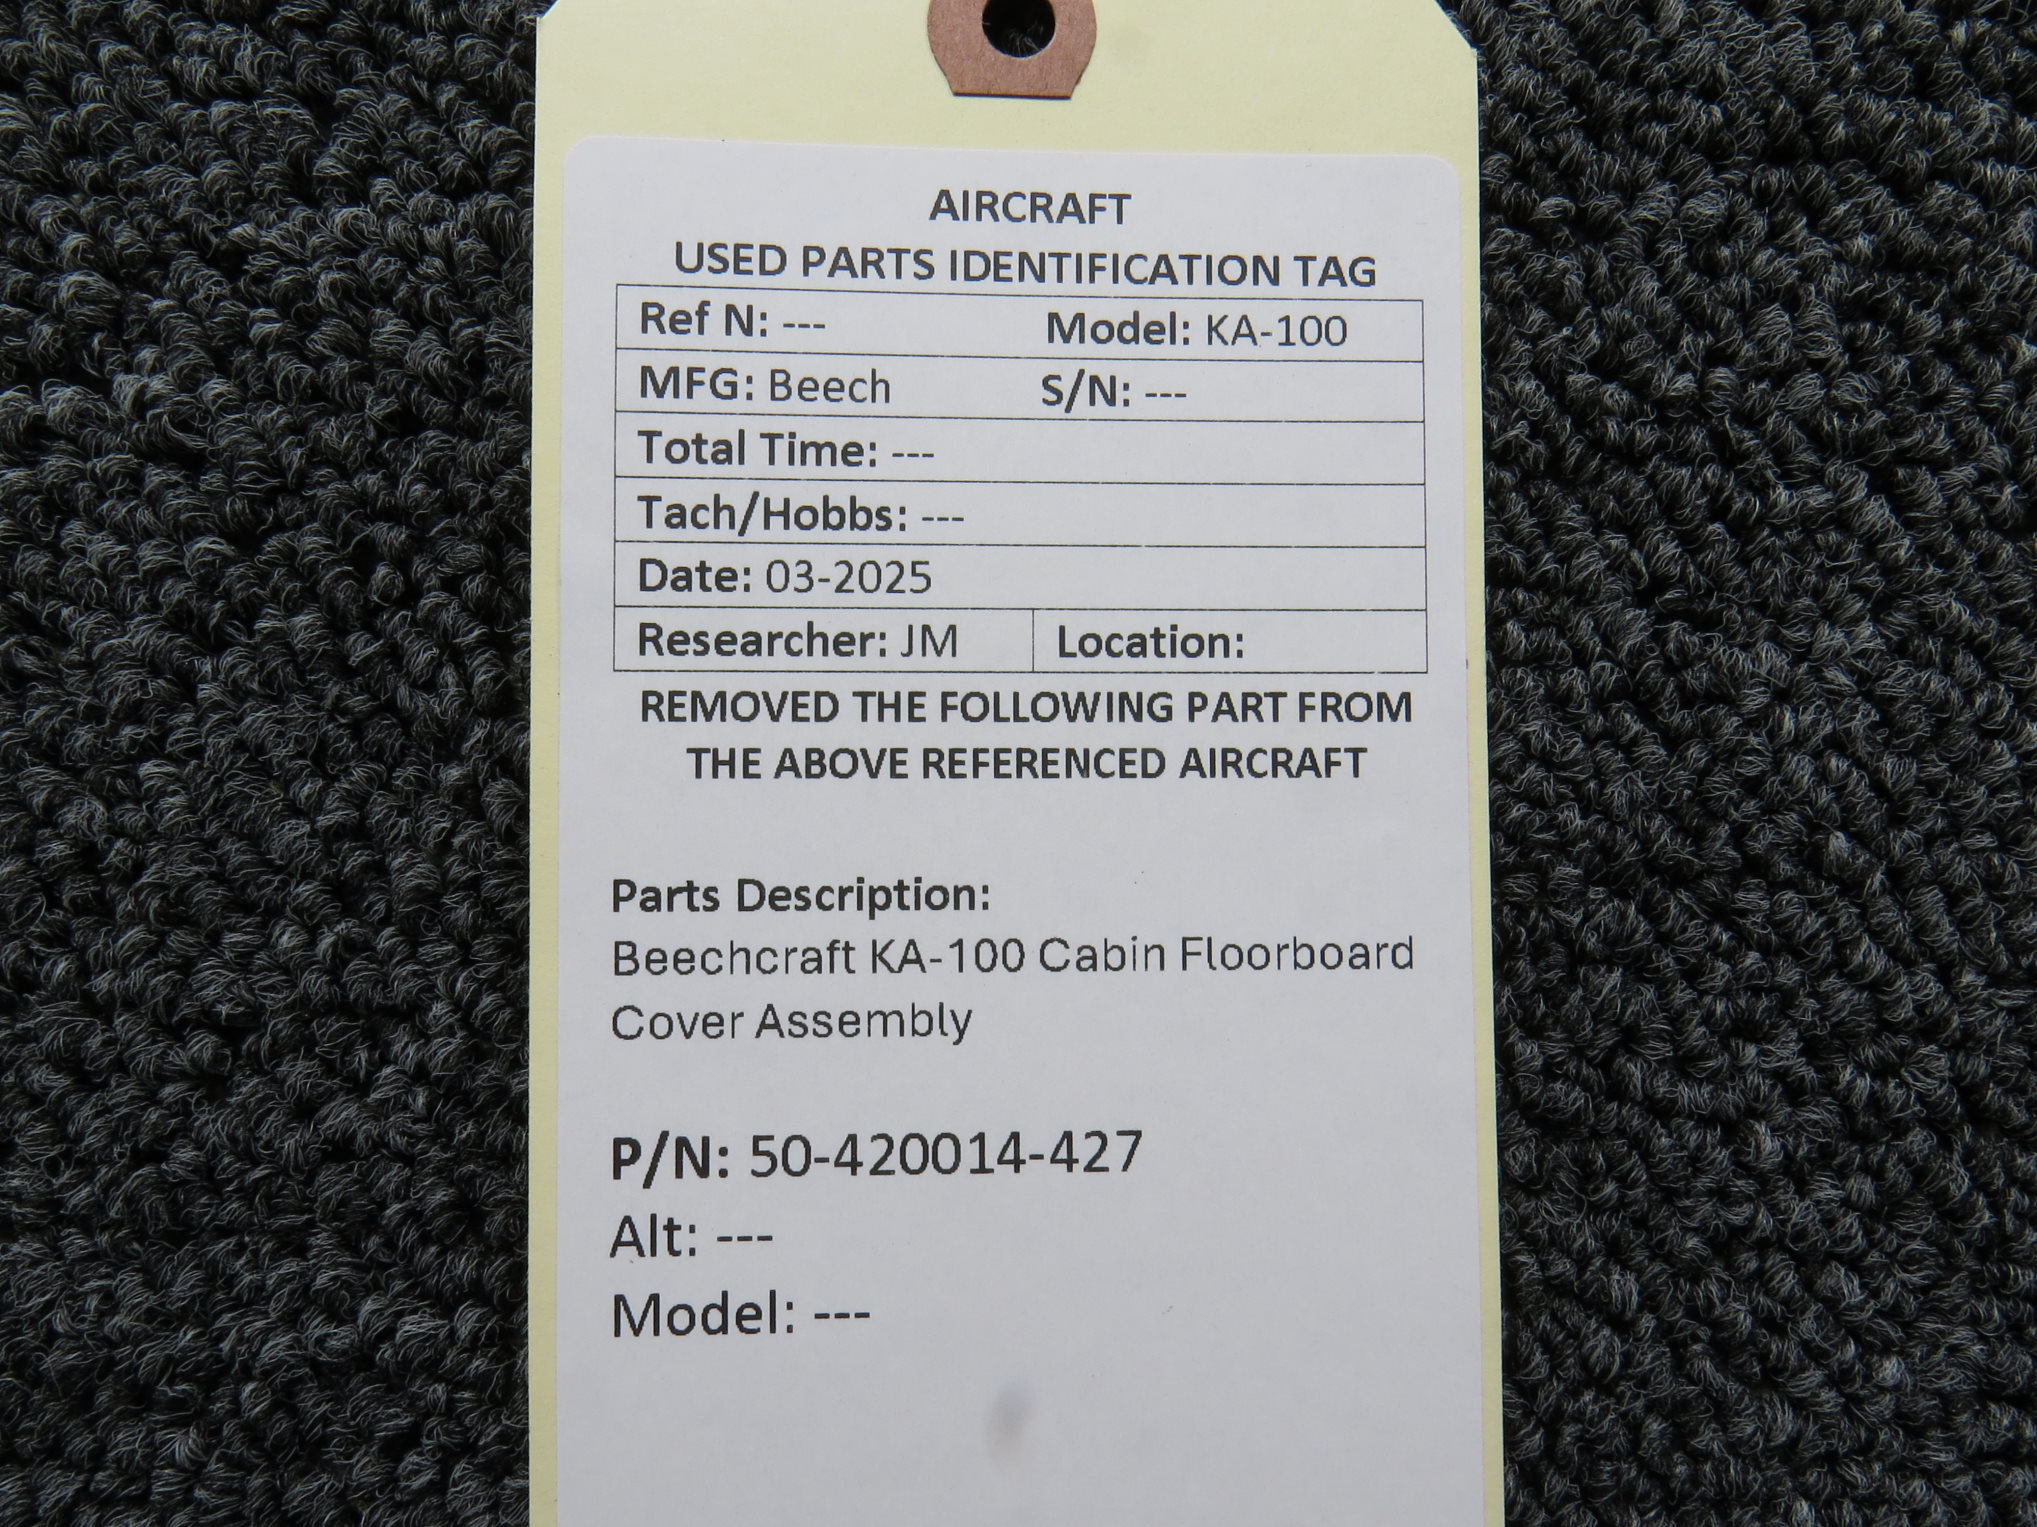 AIRCRAFT
USED PARTS IDENTIFICATION TAG
Ref N: --- Model: KA-100
MFG: Beech S/N: ---
Total Time: ---
Tach/Hobbs: ---
Date: 03-2025
Researcher: JM Location:
REMOVED THE FOLLOWING PART FROM
THE ABOVE REFERENCED AIRCRAFT
Parts Description:
Beechcraft KA-100 Cabin Floorboard
Cover Assembly
P/N: 50-420014-427
Alt: ---
Model: ---